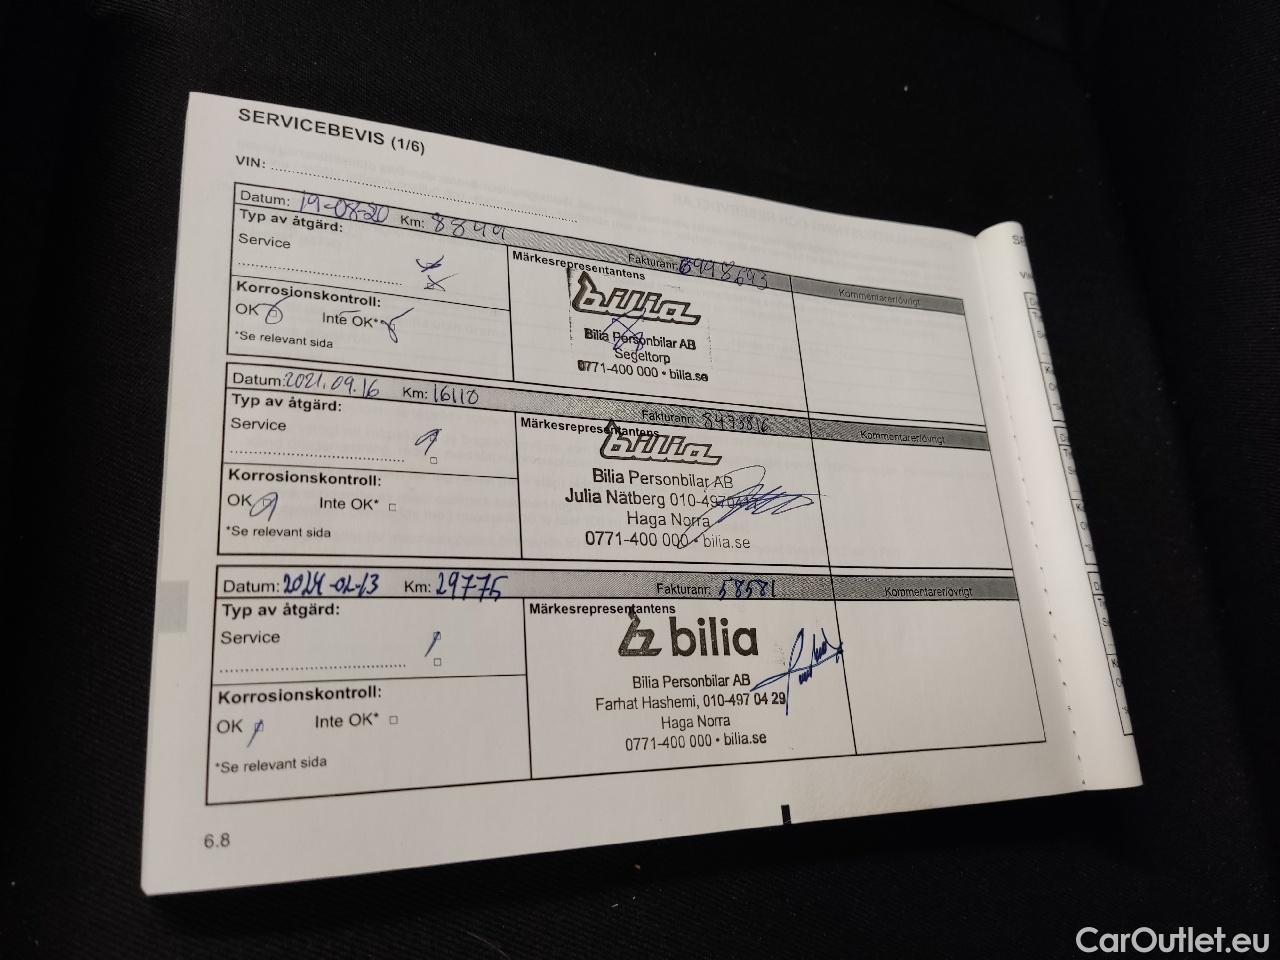 SERVICEBEVIS (1/6)
VIN:
Datum: 19-08-20 Km: 8844 Fakturanr: Kommentarer/övrigt
Typ av åtgärd:
Service
Korrosionskontroll:
OK Inte OK*
*Se relevant sida
Märkesrepresentantens
bilia
Bilia Personbilar AB
Segeltorp
0771-400 000 • bilia.se
Datum: 2021.09.16 Km: 16110 Fakturanr: 8473816 Kommentarer/övrigt
Typ av åtgärd:
Service
Korrosionskontroll:
OK Inte OK*
*Se relevant sida
Märkesrepresentantens
bilia
Bilia Personbilar AB
Julia Nätberg
Haga Norra
0771-400 000 • bilia.se
Datum: 2024-02-13 Km: 29775 Fakturanr: 58581 Kommentarer/övrigt
Typ av åtgärd:
Service
Korrosionskontroll:
OK Inte OK*
*Se relevant sida
Märkesrepresentantens
bilia
Bilia Personbilar AB
Farhat Hashemi, 010-497 04 29
Haga Norra
0771-400 000 • bilia.se
6.8
CarOutlet.eu